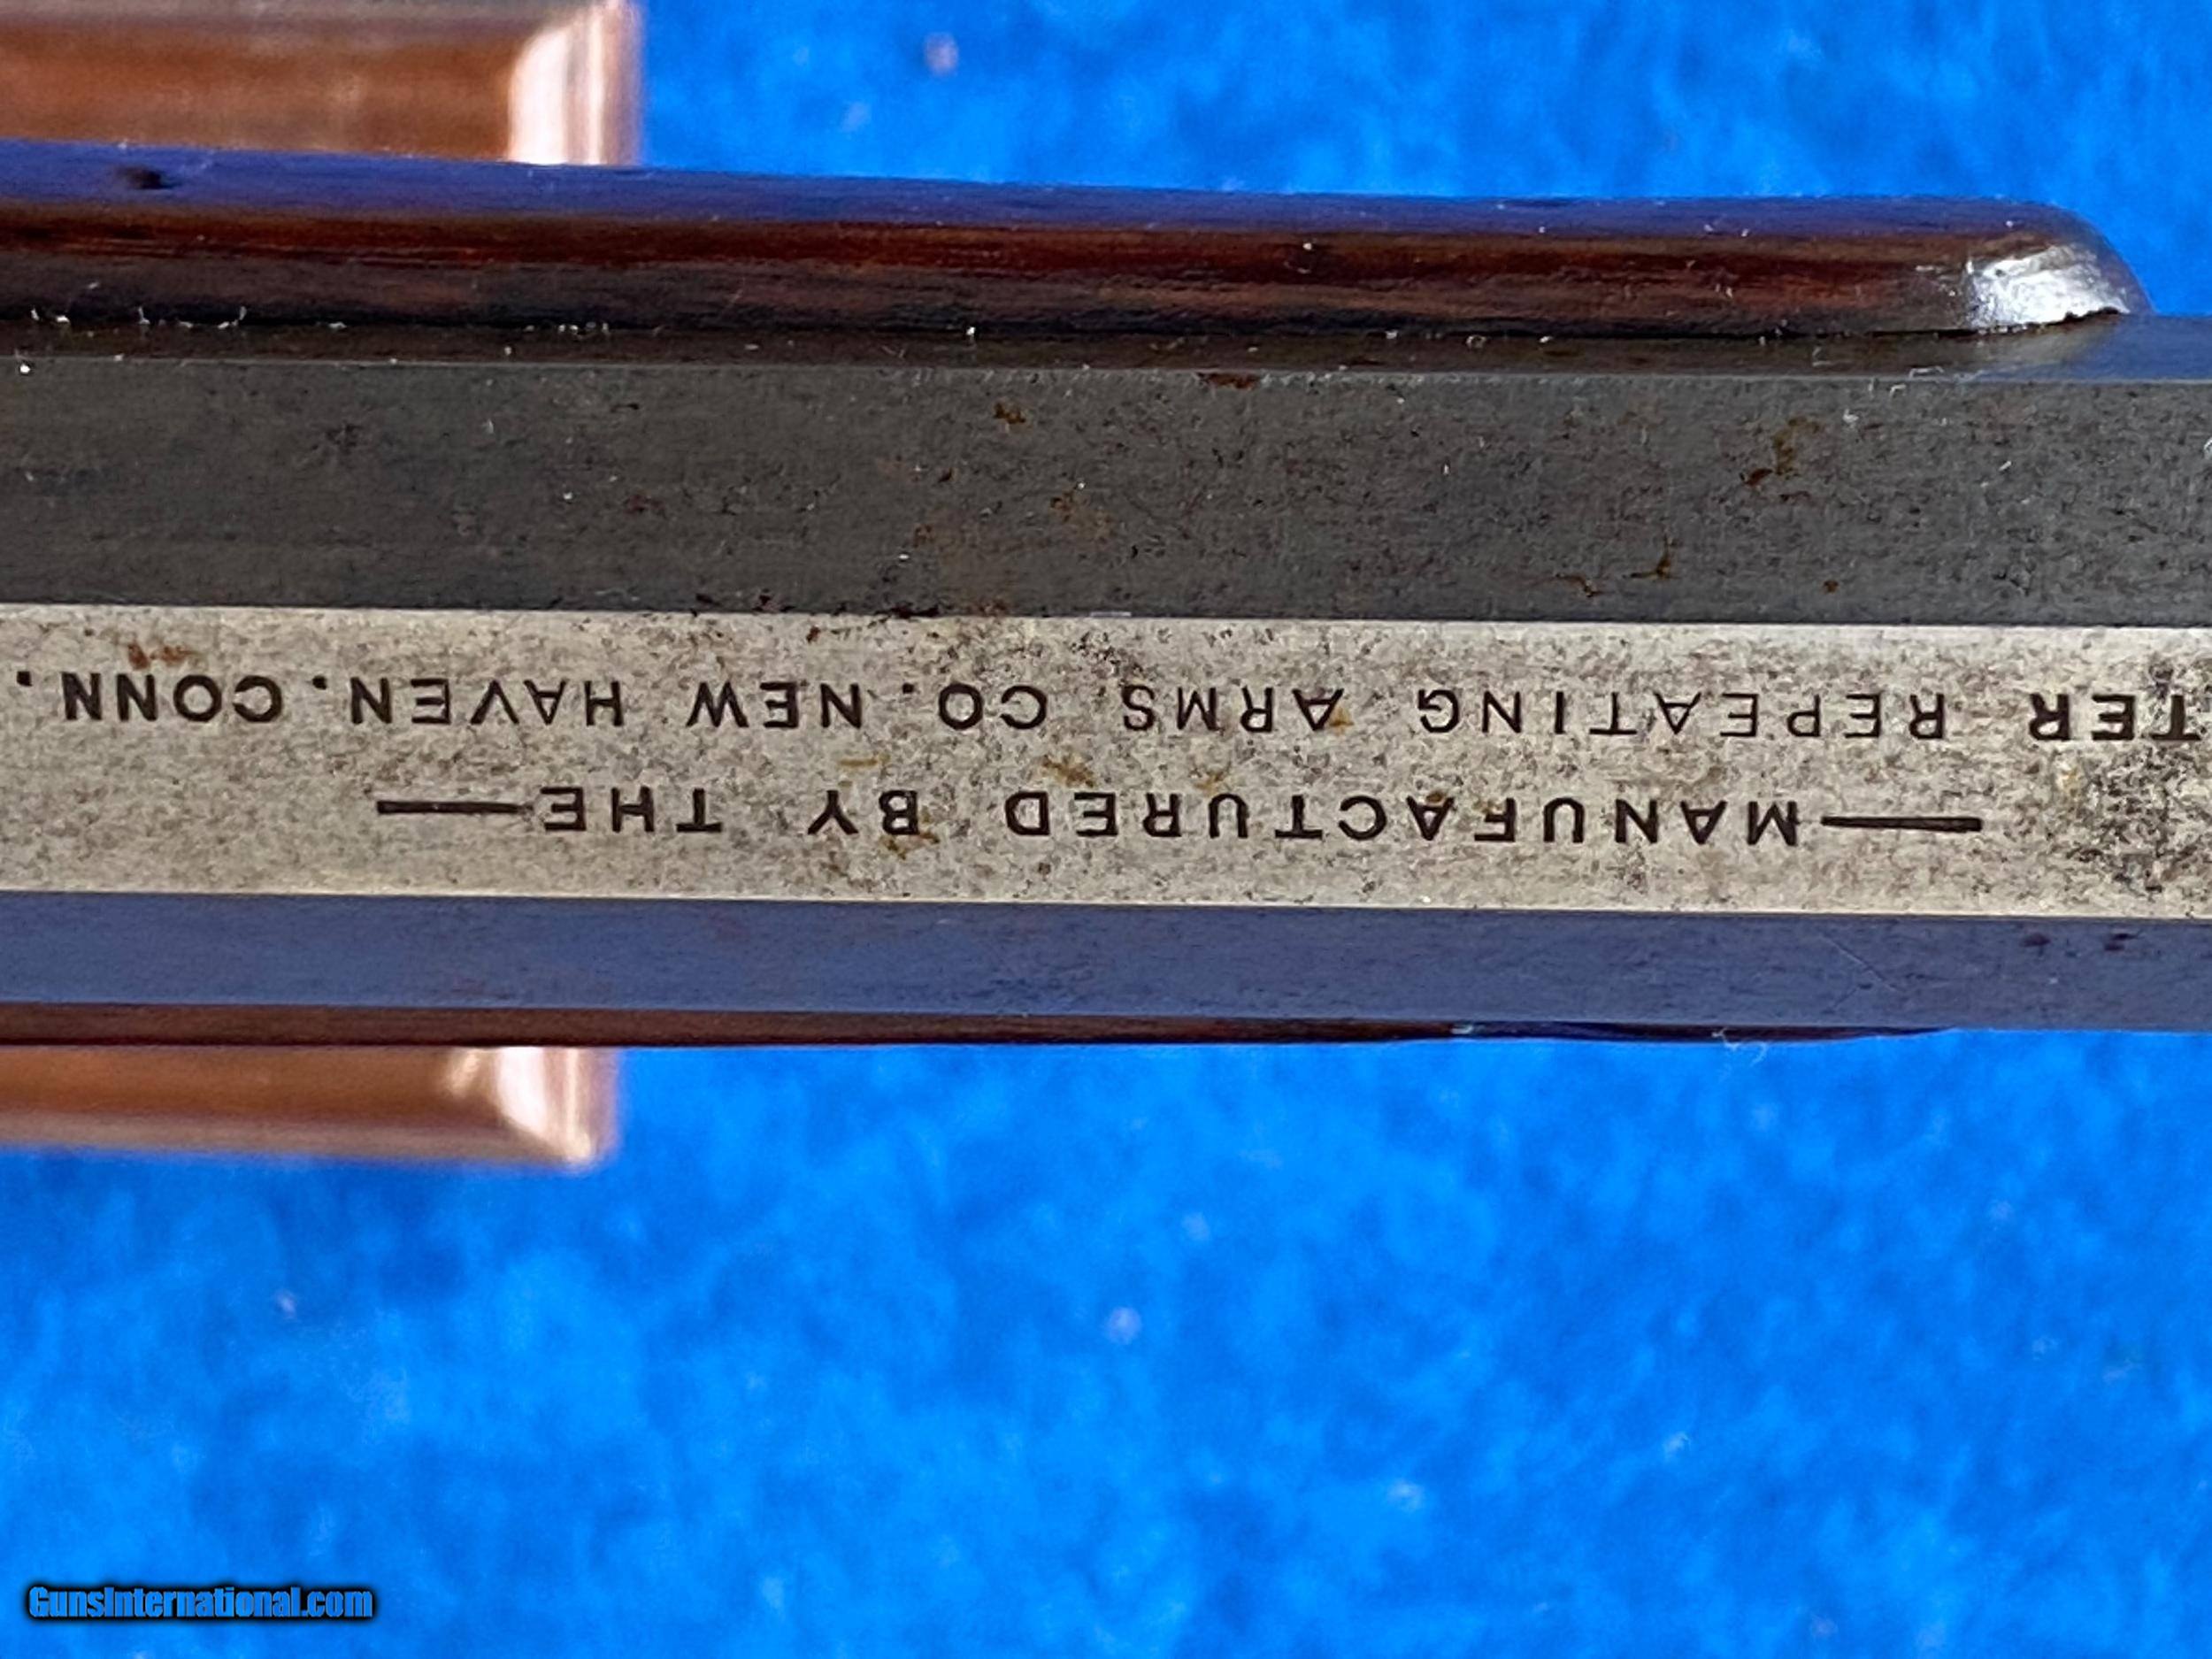 —MANUFACTURED BY THE—
TER REPEATING ARMS CO. NEW HAVEN. CONN.
GunsInternational.com